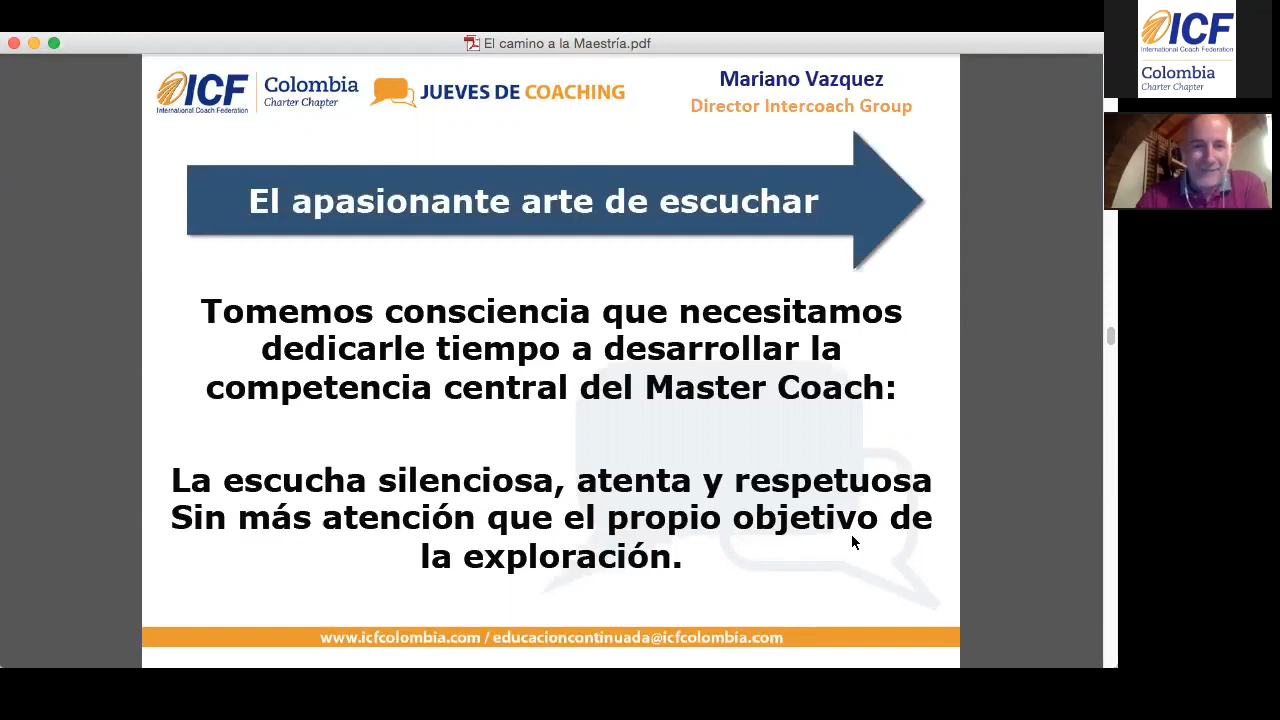 El camino a la Maestría.pdf
ICF
International Coach Federation
Colombia
Charter Chapter
JUEVES DE COACHING
Mariano Vazquez
Director Intercoach Group
El apasionante arte de escuchar
Tomemos consciencia que necesitamos
dedicarle tiempo a desarrollar la
competencia central del Master Coach:
La escucha silenciosa, atenta y respetuosa
Sin más atención que el propio objetivo de
la exploración.
www.icfcolombia.com / educacioncontinuada@icfcolombia.com
ICF
International Coach Federation
Colombia
Charter Chapter